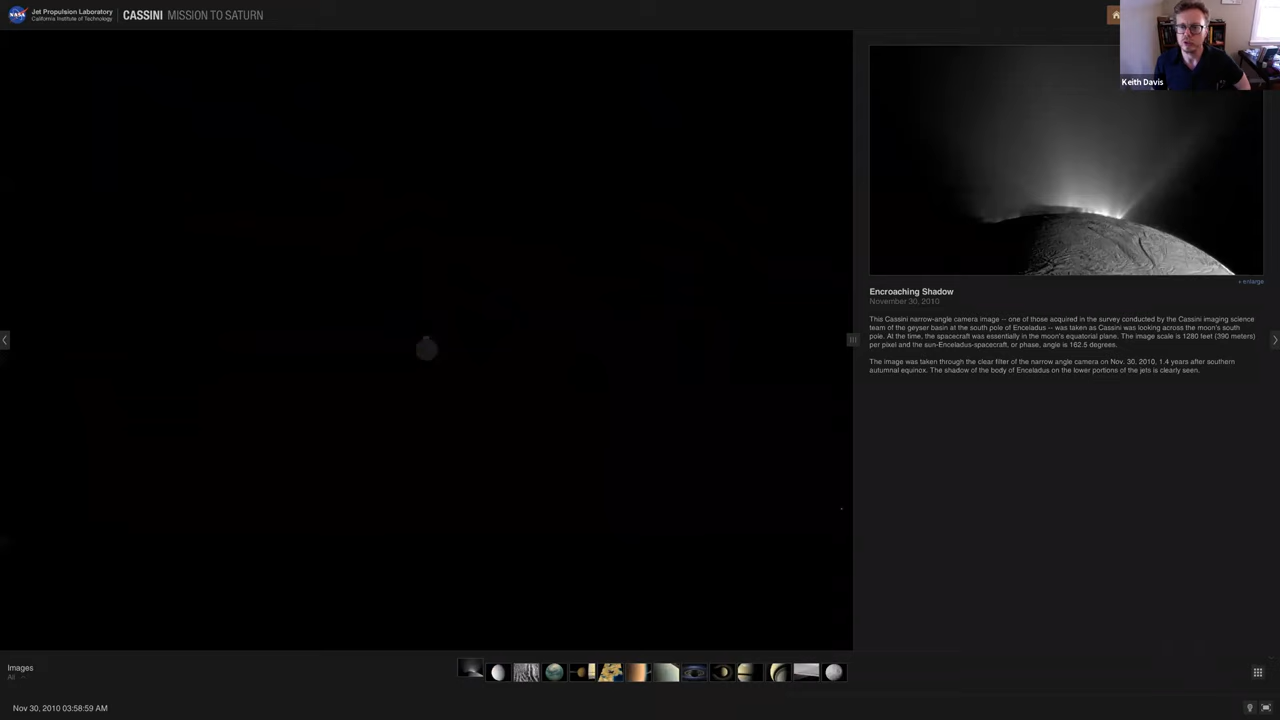 Jet Propulsion Laboratory
California Institute of Technology
CASSINI MISSION TO SATURN
Keith Davis
+ enlarge
Encroaching Shadow
November 30, 2010
This Cassini narrow-angle camera image -- one of those acquired in the survey conducted by the Cassini imaging science
team of the geyser basin at the south pole of Enceladus -- was taken as Cassini was looking across the moon's south
pole. At the time, the spacecraft was essentially in the moon's equatorial plane. The image scale is 1280 feet (390 meters)
per pixel and the sun-Enceladus-spacecraft, or phase, angle is 162.5 degrees.
The image was taken through the clear filter of the narrow angle camera on Nov. 30, 2010, 1.4 years after southern
autumnal equinox. The shadow of the body of Enceladus on the lower portions of the jets is clearly seen.
Images
All
Nov 30, 2010 03:58:59 AM